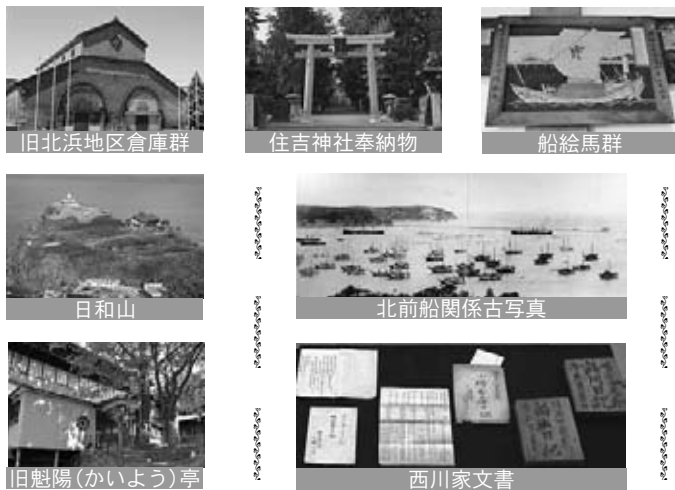 旧北浜地区倉庫群
住吉神社奉納物
船絵馬群
日和山
北前船関係古写真
旧魁陽(かいよう)亭
西川家文書